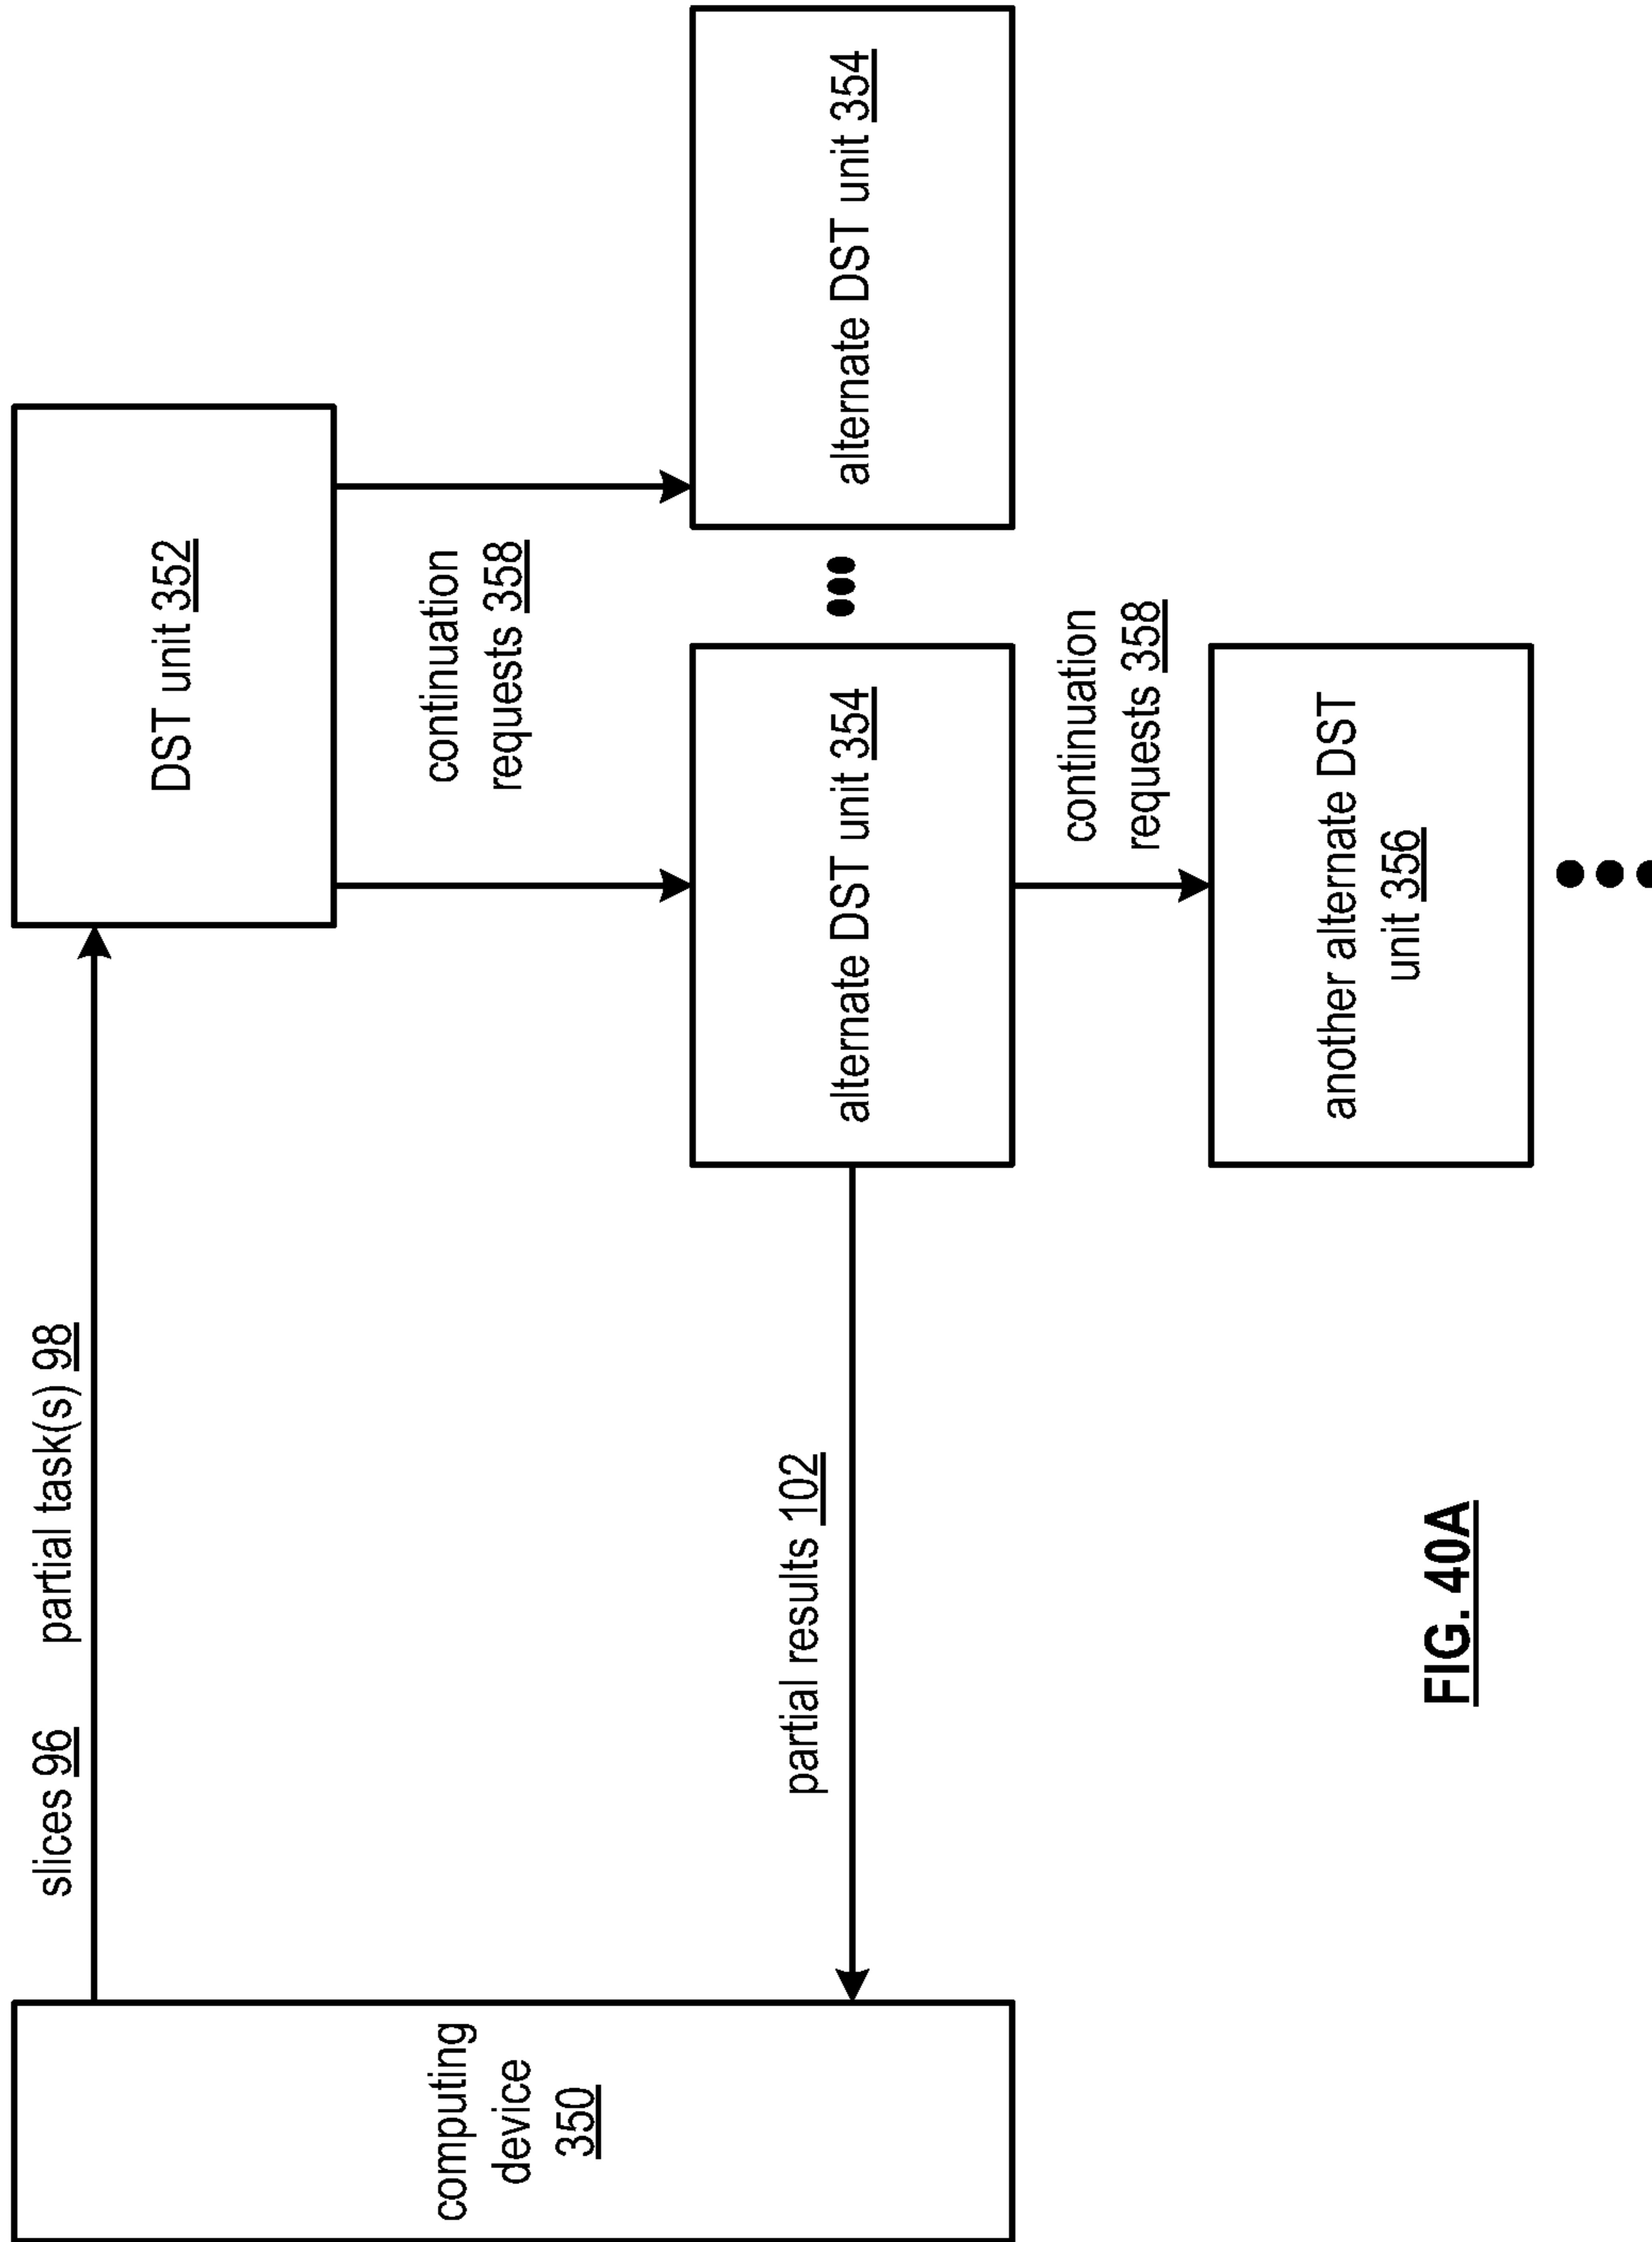 computing
device
350
slices 96
partial task(s) 98
DST unit 352
continuation
requests 358
partial results 102
alternate DST unit 354
alternate DST unit 354
continuation
requests 358
another alternate DST
unit 356
FIG. 40A